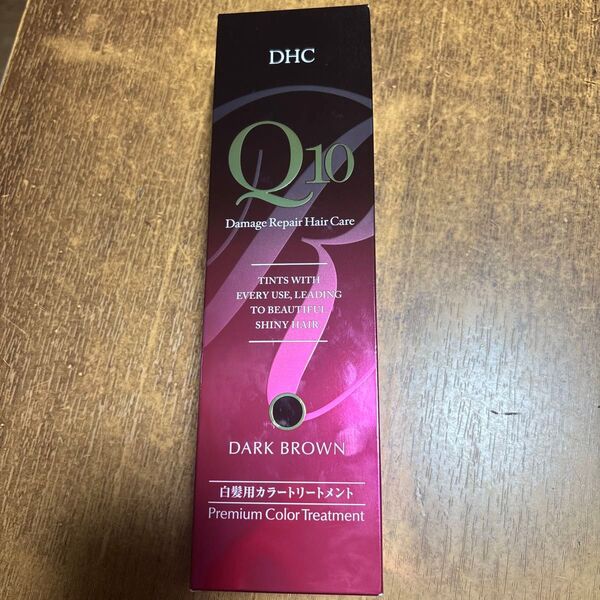 DHC
Q10
Damage Repair Hair Care
TINTS WITH
EVERY USE, LEADING
TO BEAUTIFUL
SHINY HAIR
DARK BROWN
白髪用カラートリートメント
Premium Color Treatment